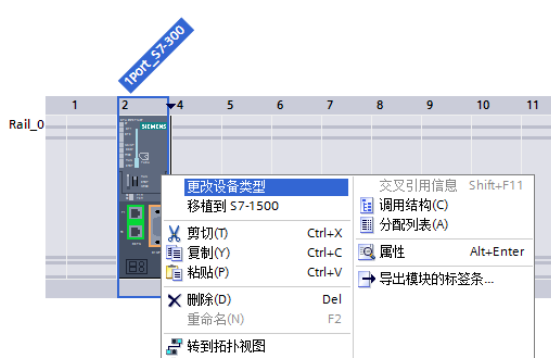 1port_S7-300
1 2 4 5 6 7 8 9 10 11
Rail_0
SIEMENS
更改设备类型
移植到 S7-1500
剪切(T) Ctrl+X
复制(Y) Ctrl+C
粘贴(P) Ctrl+V
删除(D) Del
重命名(N) F2
转到拓扑视图
交叉引用信息 Shift+F11
调用结构(C)
分配列表(A)
属性 Alt+Enter
导出模块的标签条...